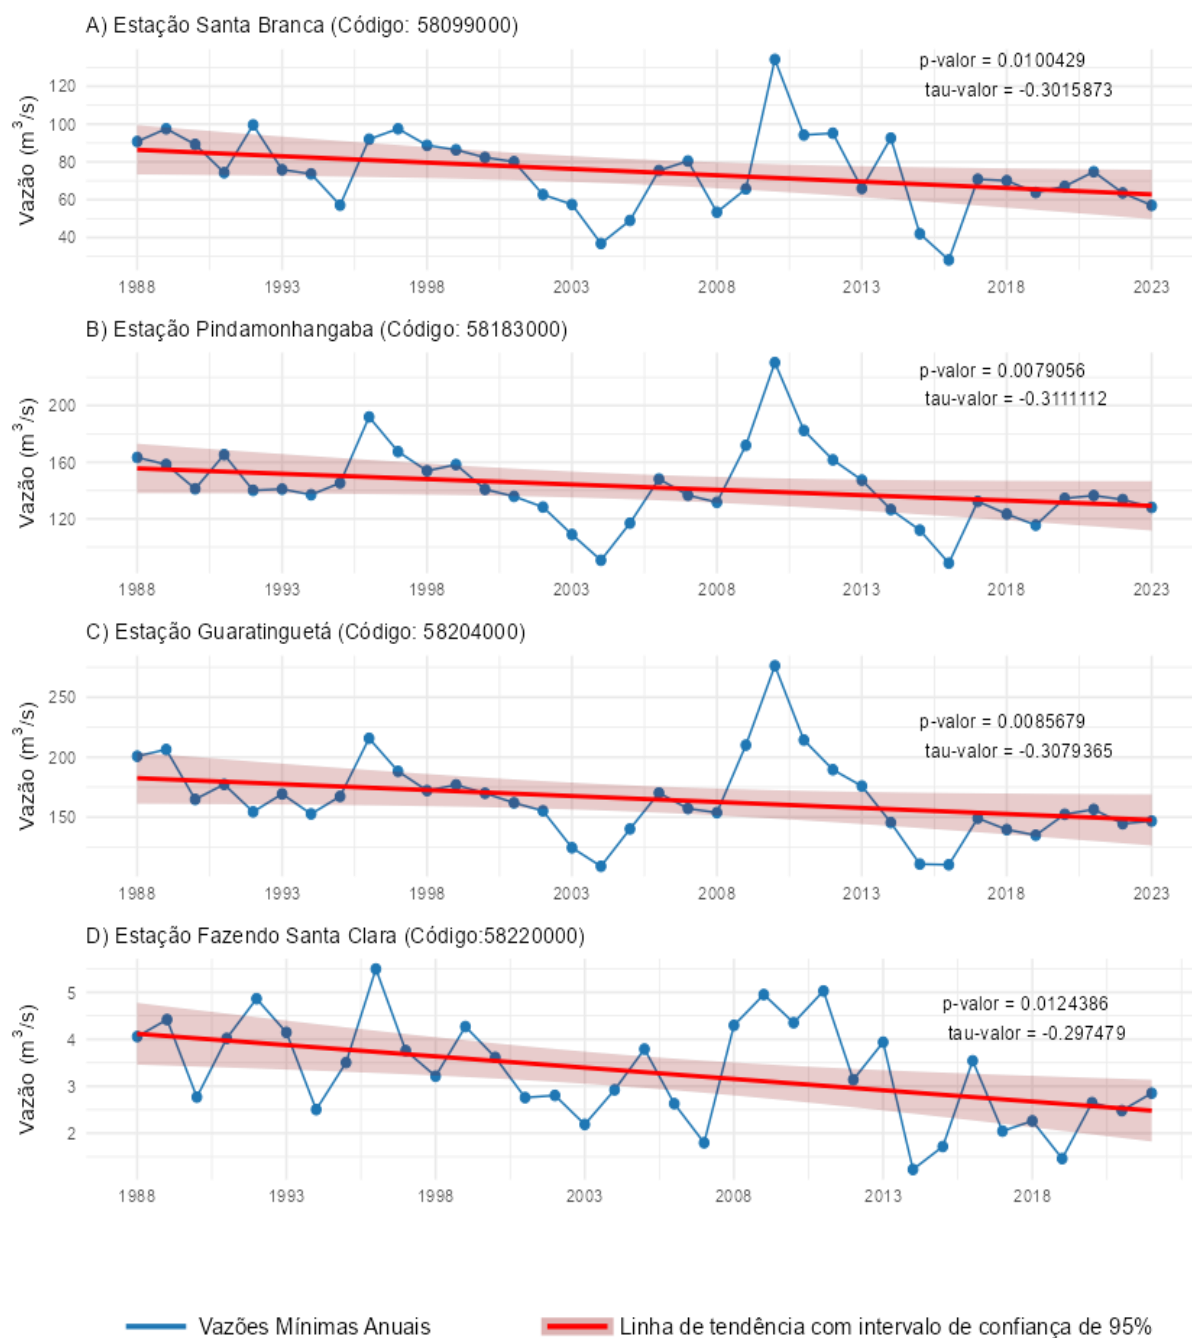 A) Estação Santa Branca (Código: 58099000)
p-valor = 0.0100429
tau-valor = -0.3015873
Vazão (m³/s)
120
100
80
60
40
1988 1993 1998 2003 2008 2013 2018 2023
B) Estação Pindamonhangaba (Código: 58183000)
p-valor = 0.0079056
tau-valor = -0.3111112
Vazão (m³/s)
200
160
120
1988 1993 1998 2003 2008 2013 2018 2023
C) Estação Guaratinguetá (Código: 58204000)
p-valor = 0.0085679
tau-valor = -0.3079365
Vazão (m³/s)
250
200
150
1988 1993 1998 2003 2008 2013 2018 2023
D) Estação Fazendo Santa Clara (Código:58220000)
p-valor = 0.0124386
tau-valor = -0.297479
Vazão (m³/s)
5
4
3
2
1988 1993 1998 2003 2008 2013 2018
Vazões Mínimas Anuais Linha de tendência com intervalo de confiança de 95%